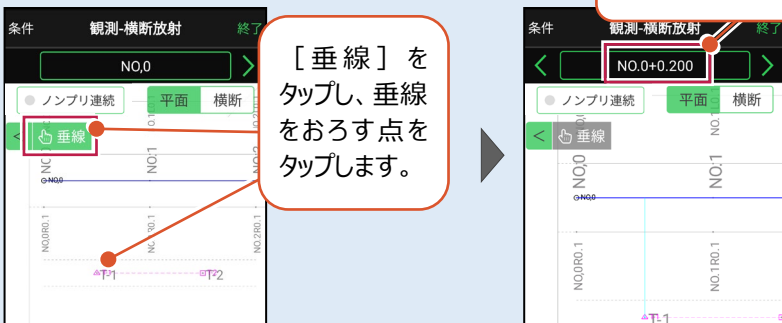 条件 観測-横断放射 終了
NO,0
ノンプリ連続 平面 横断
< 垂線
NO,0
NO.1
NO.2
NO,0
NO,0R0.1
NO.1R0.1
NO.2R0.1
T-1
T-2
［垂線］を
タップし、垂線
をおろす点を
タップします。
条件 観測-横断放射 終了
NO.0+0.200
ノンプリ連続 平面 横断
< 垂線
NO,0
NO.1
NO,0
NO,0R0.1
NO.1R0.1
T-1